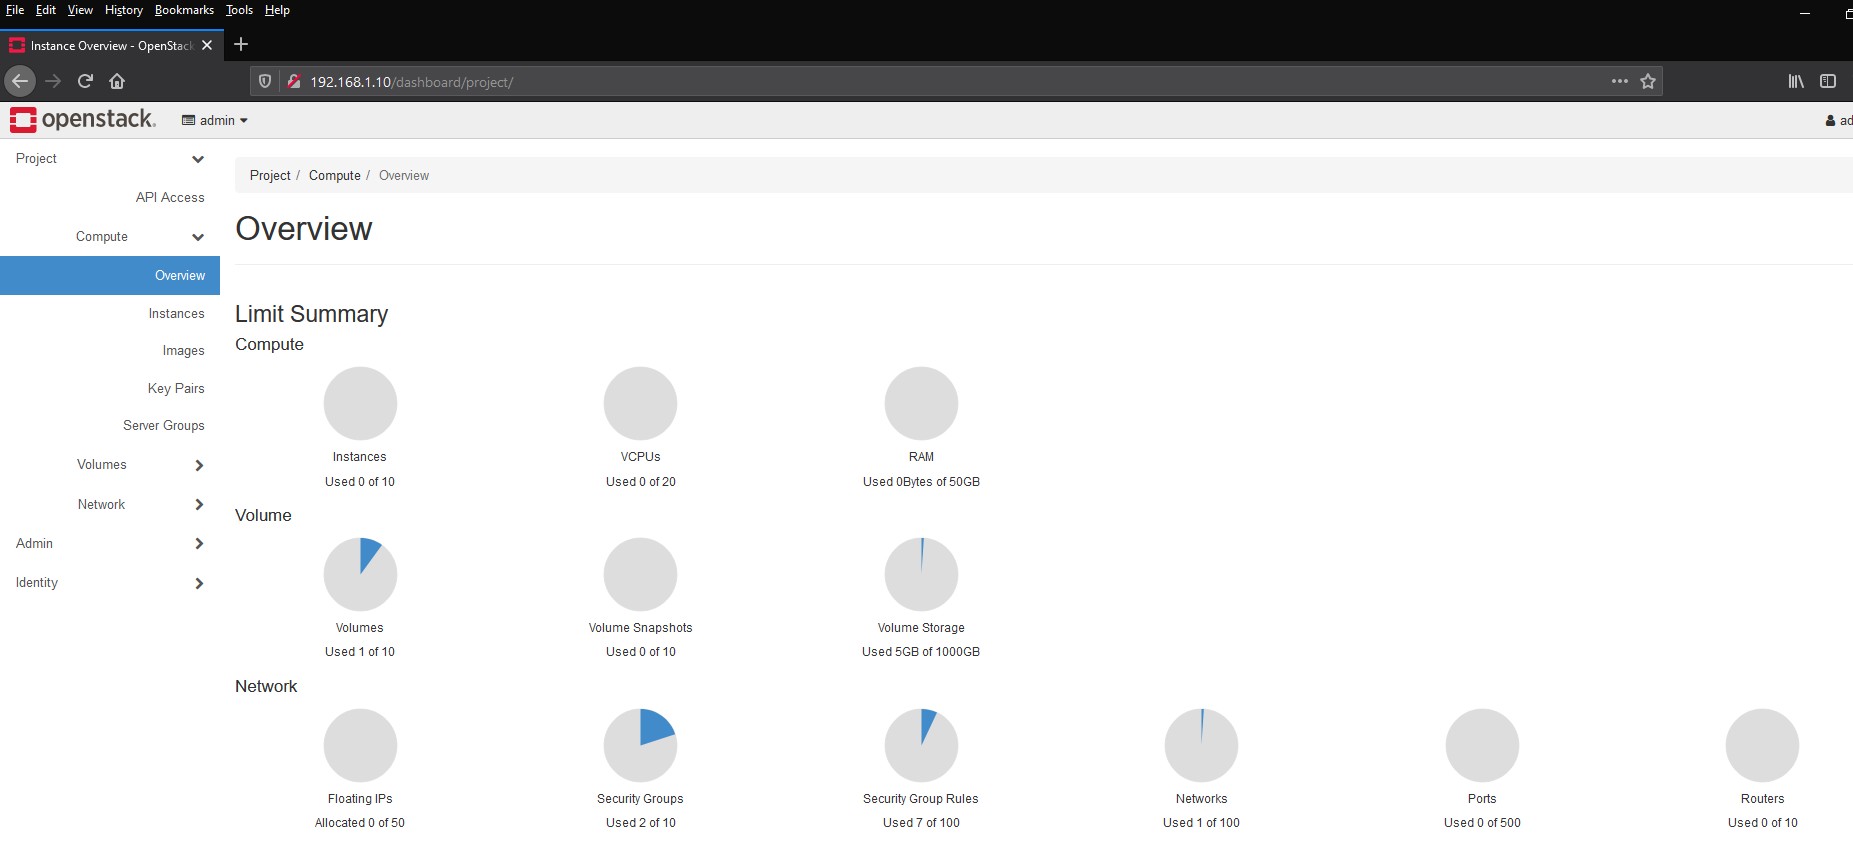 File Edit View History Bookmarks Tools Help
Instance Overview - OpenStack
192.168.1.10/dashboard/project/
openstack. admin
Project
API Access
Compute
Overview
Instances
Images
Key Pairs
Server Groups
Volumes
Network
Admin
Identity
Project / Compute / Overview
Overview
Limit Summary
Compute
Instances VCPUs RAM
Used 0 of 10 Used 0 of 20 Used 0Bytes of 50GB
Volume
Volumes Volume Snapshots Volume Storage
Used 1 of 10 Used 0 of 10 Used 5GB of 1000GB
Network
Floating IPs Security Groups Security Group Rules Networks Ports Routers
Allocated 0 of 50 Used 2 of 10 Used 7 of 100 Used 1 of 100 Used 0 of 500 Used 0 of 10